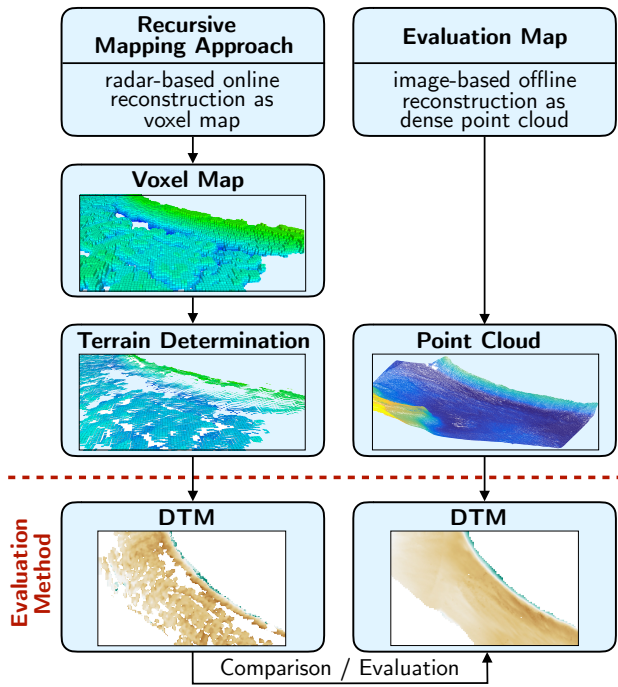 Recursive
Mapping Approach
radar-based online
reconstruction as
voxel map
Evaluation Map
image-based offline
reconstruction as
dense point cloud
Voxel Map
Terrain Determination
Point Cloud
Evaluation
Method
DTM
DTM
Comparison / Evaluation